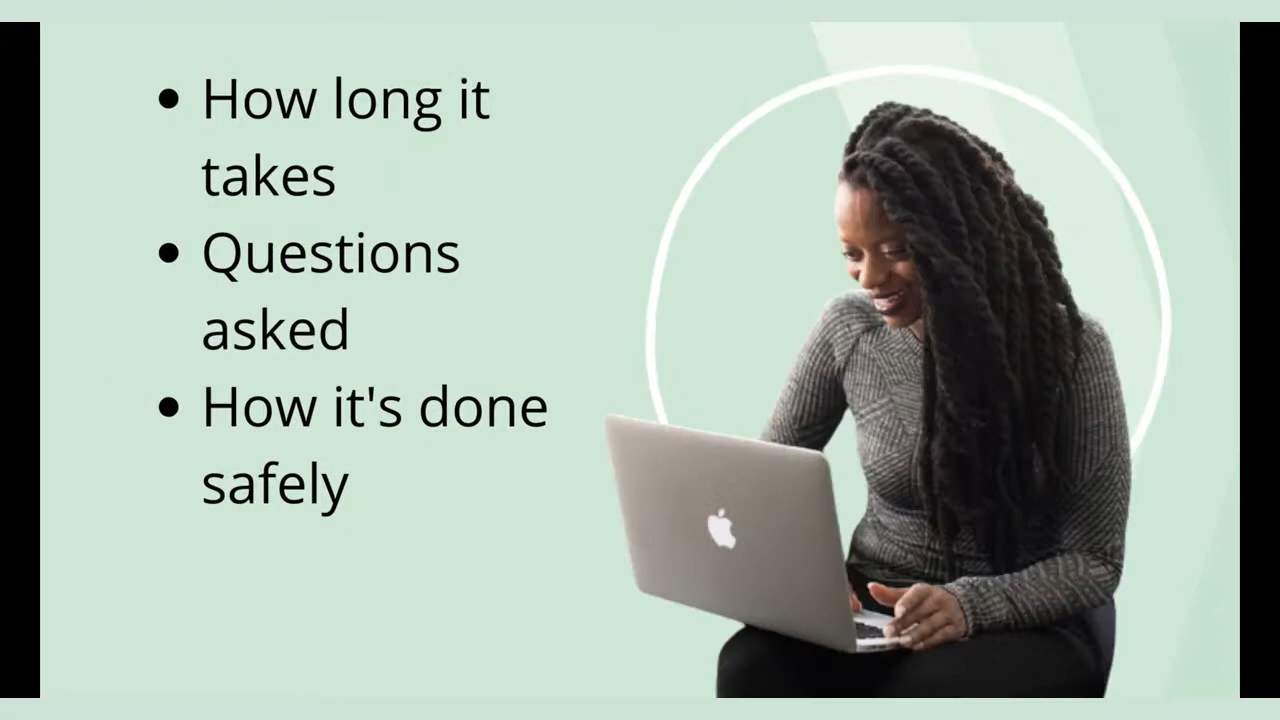 • How long it
takes
• Questions
asked
• How it's done
safely